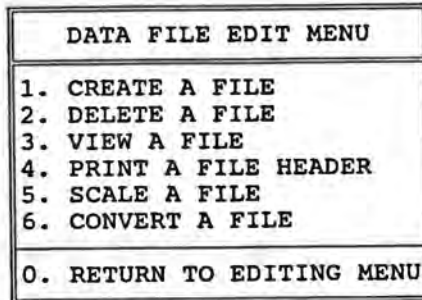 DATA FILE EDIT MENU
1. CREATE A FILE
2. DELETE A FILE
3. VIEW A FILE
4. PRINT A FILE HEADER
5. SCALE A FILE
6. CONVERT A FILE
0. RETURN TO EDITING MENU